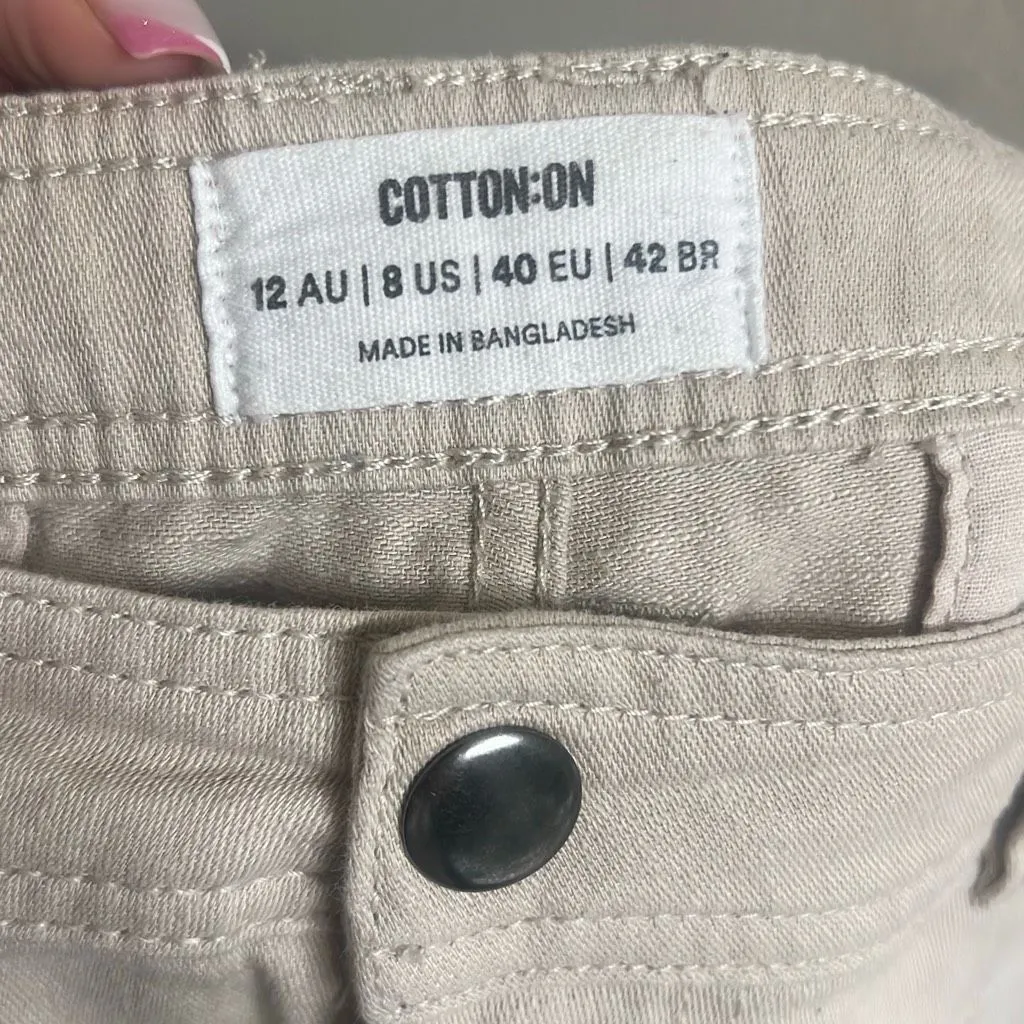 COTTON:ON
12 AU | 8 US | 40 EU | 42 BR
MADE IN BANGLADESH